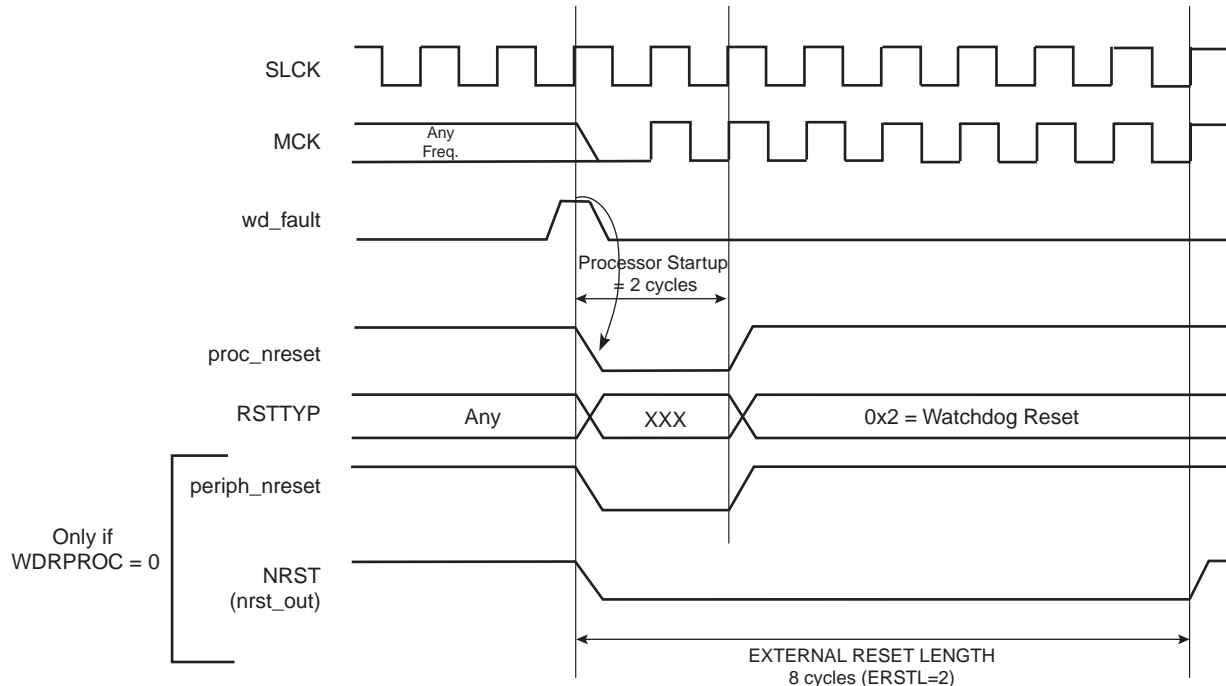 SLCK
MCK
Any
Freq.
wd_fault
Processor Startup
= 2 cycles
proc_nreset
RSTTYP
Any
XXX
0x2 = Watchdog Reset
periph_nreset
Only if
WDRPROC = 0
NRST
(nrst_out)
EXTERNAL RESET LENGTH
8 cycles (ERSTL=2)